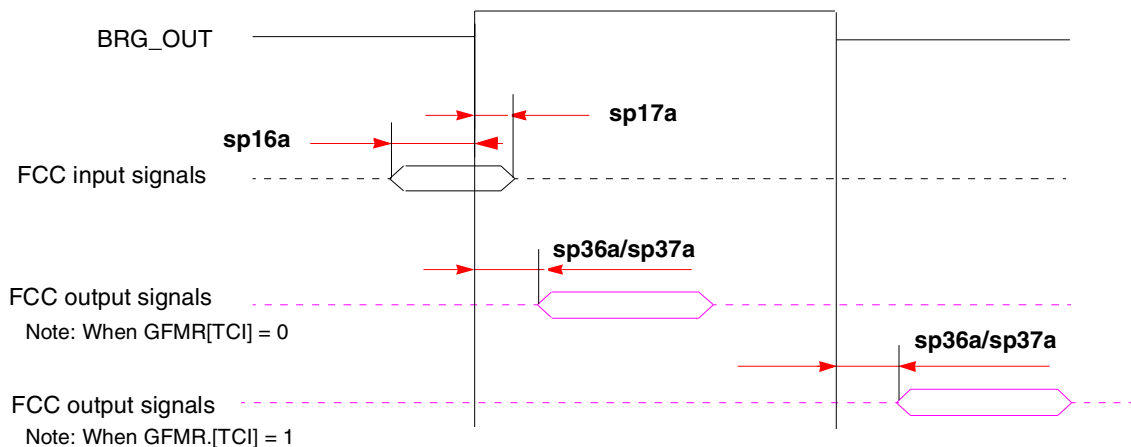 BRG_OUT
sp17a
sp16a
FCC input signals
sp36a/sp37a
FCC output signals
Note: When GFMR[TCI] = 0
sp36a/sp37a
FCC output signals
Note: When GFMR.[TCI] = 1